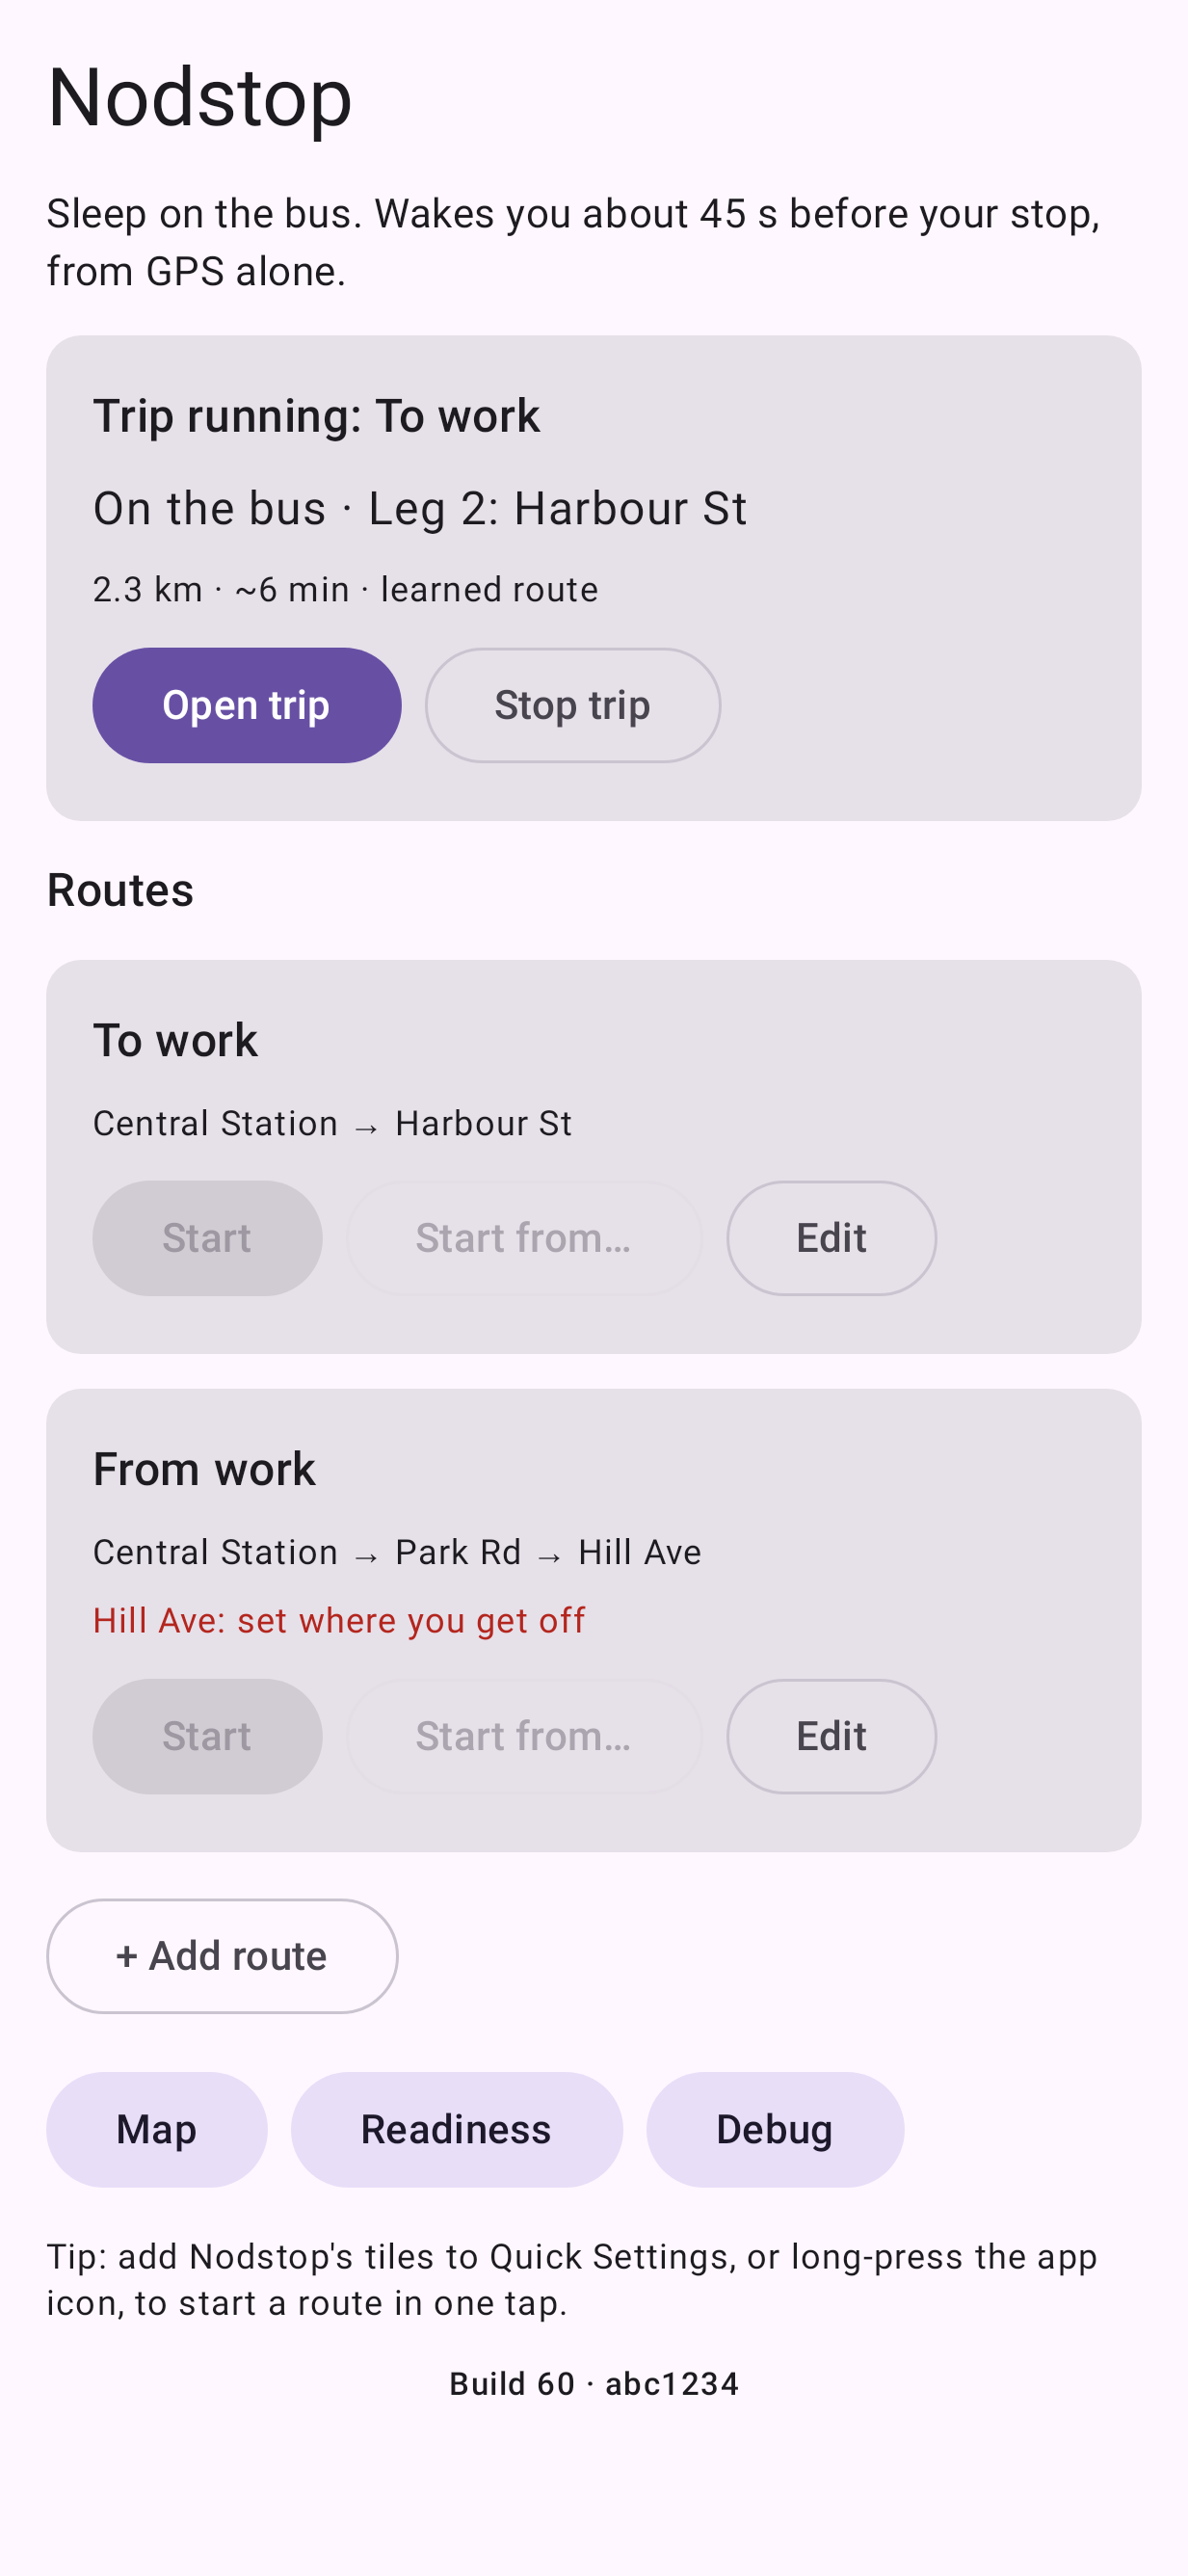 Nodstop
Sleep on the bus. Wakes you about 45 s before your stop,
from GPS alone.
Trip running: To work
On the bus · Leg 2: Harbour St
2.3 km · ~6 min · learned route
Open trip Stop trip
Routes
To work
Central Station → Harbour St
Start Start from… Edit
From work
Central Station → Park Rd → Hill Ave
Hill Ave: set where you get off
Start Start from… Edit
+ Add route
Map Readiness Debug
Tip: add Nodstop's tiles to Quick Settings, or long-press the app
icon, to start a route in one tap.
Build 60 · abc1234